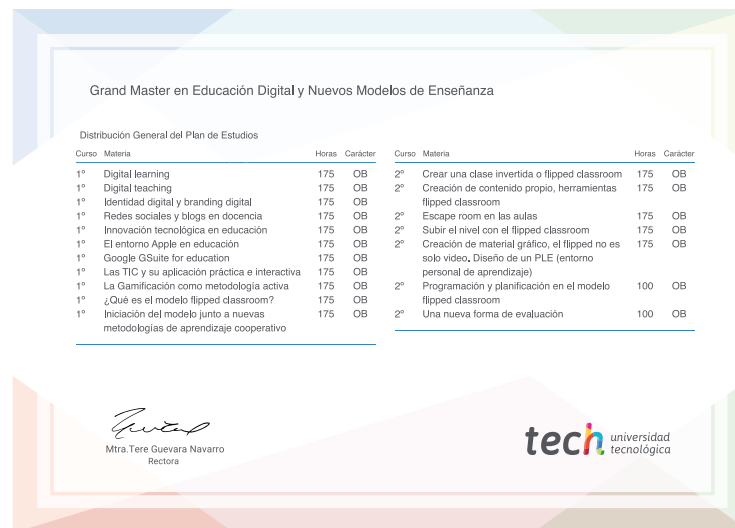 Grand Master en Educación Digital y Nuevos Modelos de Enseñanza
Distribución General del Plan de Estudios
Curso Materia Horas Carácter
1º Digital learning 175 OB
1º Digital teaching 175 OB
1º Identidad digital y branding digital 175 OB
1º Redes sociales y blogs en docencia 175 OB
1º Innovación tecnológica en educación 175 OB
1º El entorno Apple en educación 175 OB
1º Google GSuite for education 175 OB
1º Las TIC y su aplicación práctica e interactiva 175 OB
1º La Gamificación como metodología activa 175 OB
1º ¿Qué es el modelo flipped classroom? 175 OB
1º Iniciación del modelo junto a nuevas 175 OB
metodologías de aprendizaje cooperativo
Curso Materia Horas Carácter
2º Crear una clase invertida o flipped classroom 175 OB
2º Creación de contenido propio, herramientas 175 OB
flipped classroom
2º Escape room en las aulas 175 OB
2º Subir el nivel con el flipped classroom 175 OB
2º Creación de material gráfico, el flipped no es 175 OB
solo video. Diseño de un PLE (entorno
personal de aprendizaje)
2º Programación y planificación en el modelo 100 OB
flipped classroom
2º Una nueva forma de evaluación 100 OB
Mtra.Tere Guevara Navarro
Rectora
tech universidad
tecnológica